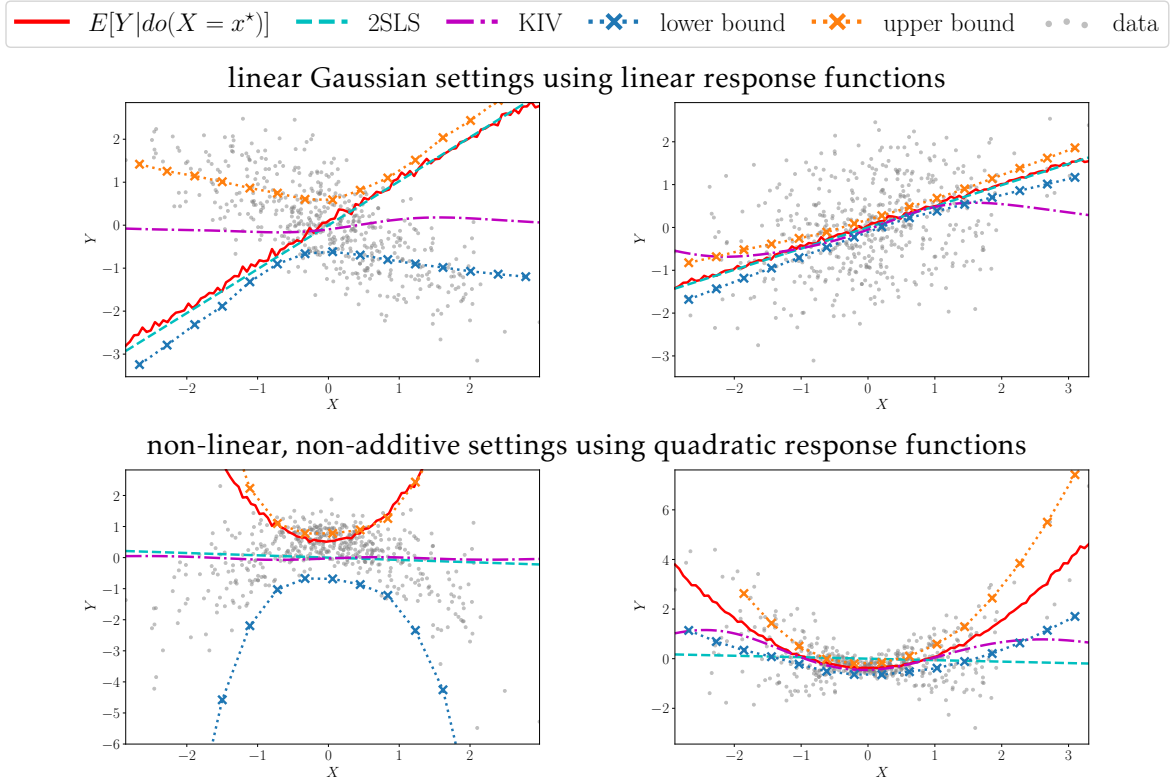 E[Y|do(X = x⋆)] 2SLS KIV lower bound upper bound data
linear Gaussian settings using linear response functions
2
1
0
−1
−2
−3
Y
−2 −1 0 1 2
X
2
1
0
−1
−2
−3
Y
−2 −1 0 1 2 3
X
non-linear, non-additive settings using quadratic response functions
2
1
0
−1
−2
−3
−4
−5
−6
Y
−2 −1 0 1 2
X
6
4
2
0
−2
Y
−2 −1 0 1 2 3
X